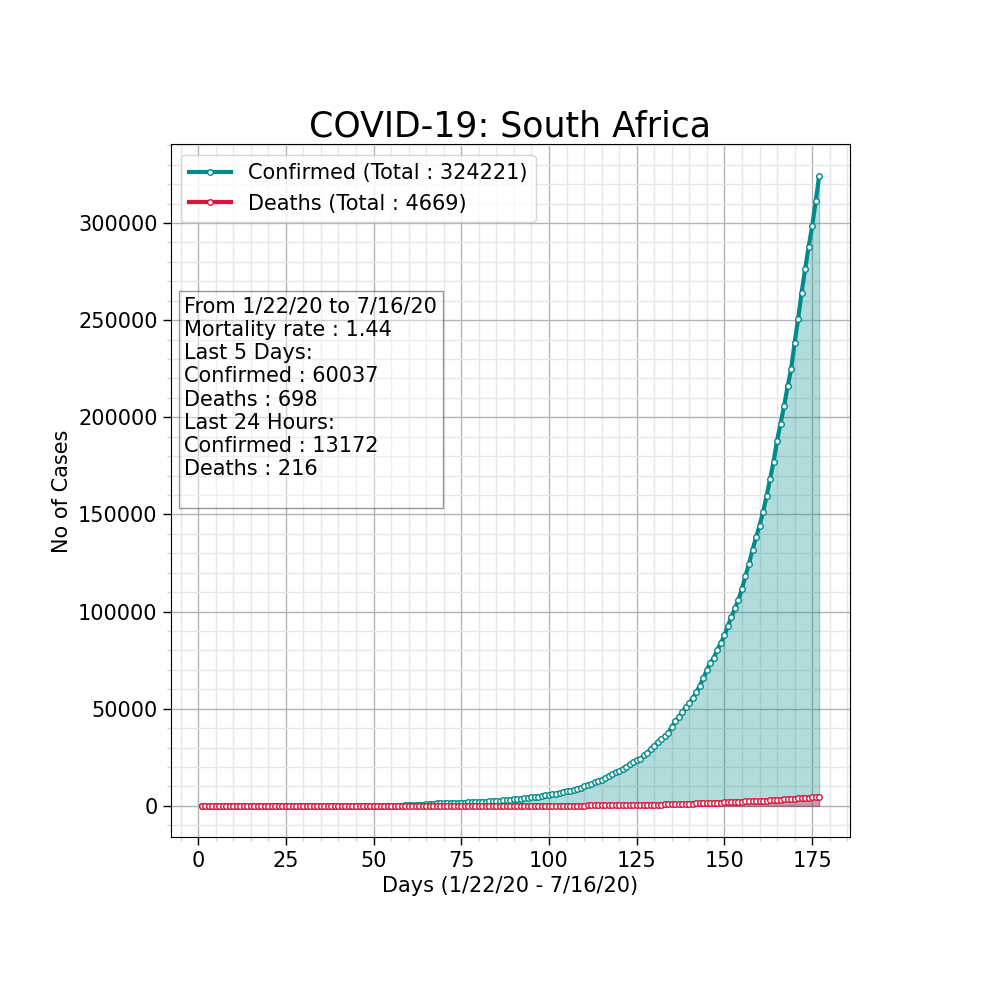 COVID-19: South Africa
Confirmed (Total : 324221)
Deaths (Total : 4669)
From 1/22/20 to 7/16/20
Mortality rate : 1.44
Last 5 Days:
Confirmed : 60037
Deaths : 698
Last 24 Hours:
Confirmed : 13172
Deaths : 216
No of Cases
300000
250000
200000
150000
100000
50000
0
0 25 50 75 100 125 150 175
Days (1/22/20 - 7/16/20)